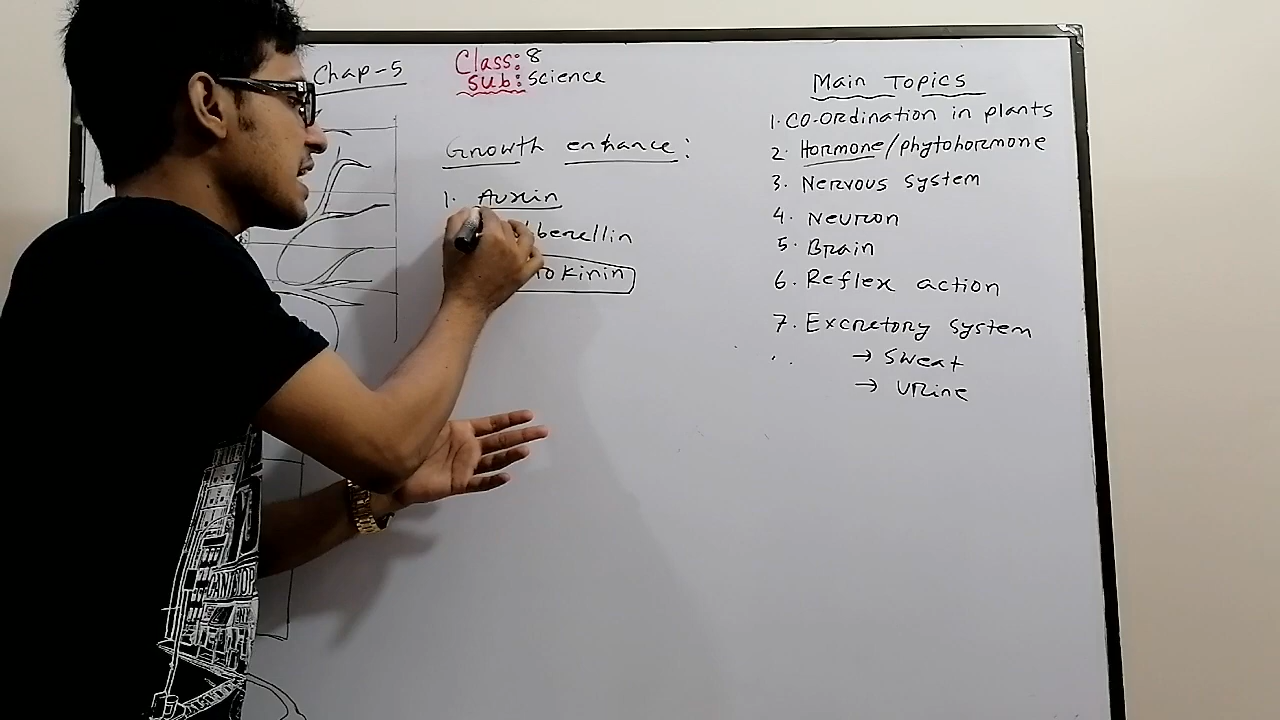 Chap-5
Class: 8
Sub: Science
Growth enhance:
1. Auxin
berellin
kinin
Main Topics
1. CO-ORdination in plants
2. Hormone/phytohormone
3. Nervous system
4. Neuron
5. Brain
6. Reflex action
7. Excretory system
→ Sweat
→ URine